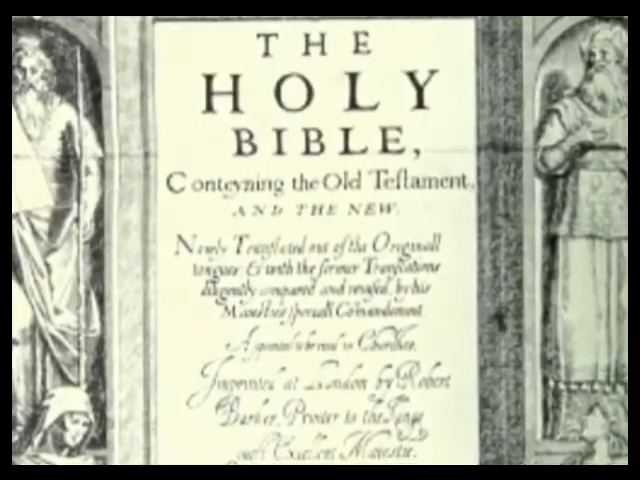 THE
HOLY
BIBLE,
Conteyning the Old Teſtament,
AND THE NEW.
Newly Tranſlated out of the Originall
tongues & with the former Tranſlations
diligently compared and reuiſed, by his
Maieſties ſpeciall Comandement
Appointed to be read in Churches.
Imprinted at London by Robert
Barker, Printer to the Kings
moſt Excellent Maieſtie.